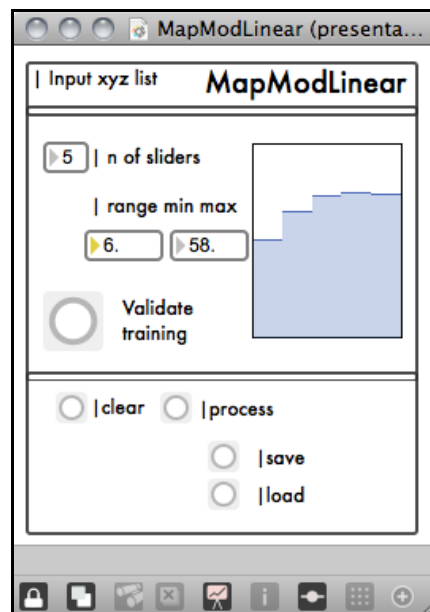 MapModLinear (presenta...
| Input xyz list MapModLinear
5 | n of sliders
| range min max
6. 58.
Validate
training
|clear |process
|save
|load